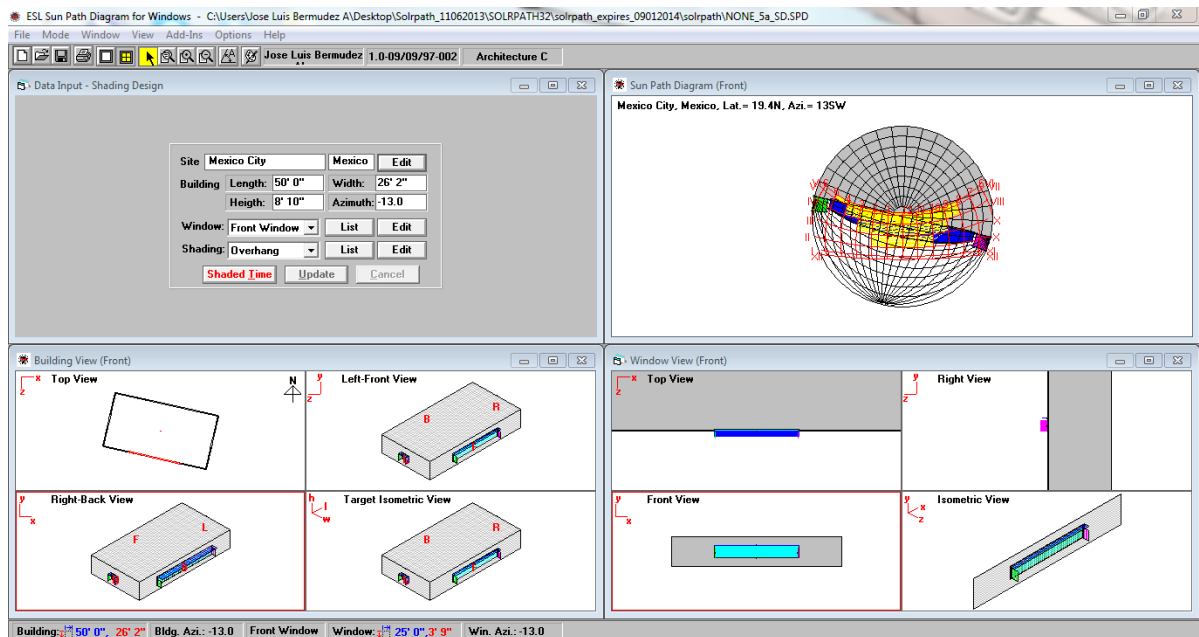 ESL Sun Path Diagram for Windows - C:\Users\Jose Luis Bermudez A\Desktop\Solrpath_11062013\SOLRPATH32\solrpath_expires_09012014\solrpath\NONE_5a_SD.SPD
File Mode Window View Add-Ins Options Help
Jose Luis Bermudez 1.0-09/09/97-002 Architecture C
Data Input - Shading Design
Site Mexico City Mexico Edit
Building Length: 50' 0" Width: 26' 2"
Heigth: 8' 10" Azimuth: -13.0
Window: Front Window List Edit
Shading: Overhang List Edit
Shaded Time Update Cancel
Sun Path Diagram (Front)
Mexico City, Mexico, Lat.= 19.4N, Azi.= 13SW
Building View (Front)
x Top View N
z
y Left-Front View
z
B R
y Right-Back View
x
F L
h Target Isometric View
l
w
B R
Window View (Front)
x Top View
z
y Right View
z
y Front View
x
y Isometric View
x
z
Building: 50' 0", 26' 2" Bldg. Azi.: -13.0 Front Window Window: 25' 0",3' 9" Win. Azi.: -13.0